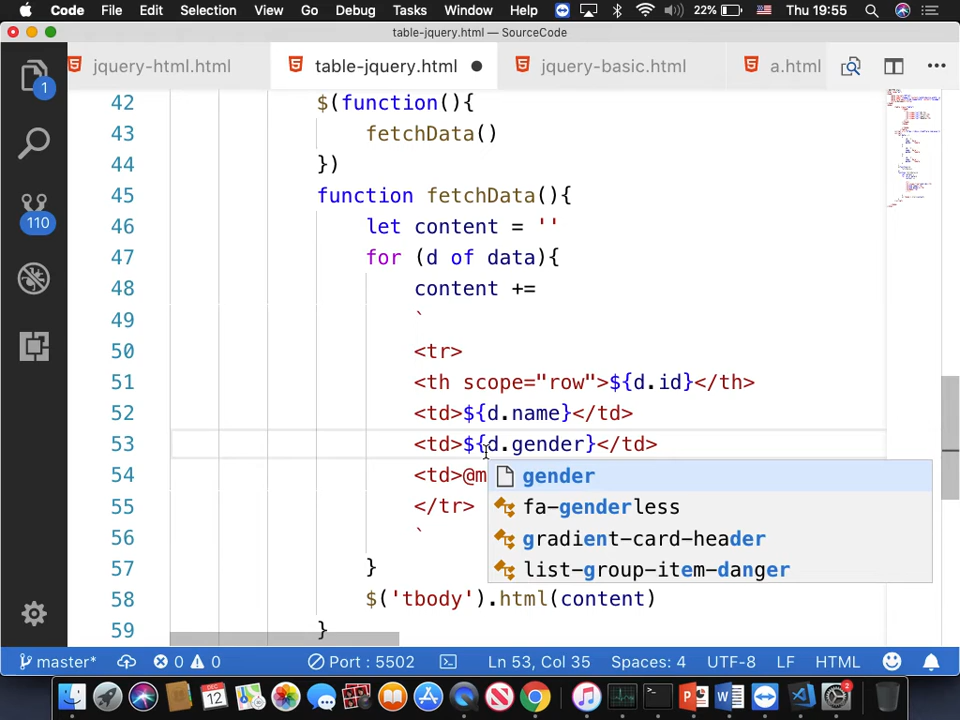 Code File Edit Selection View Go Debug Tasks Window Help 22% Thu 19:55
table-jquery.html — SourceCode
jquery-html.html table-jquery.html jquery-basic.html a.html
42 $(function(){
43 fetchData()
44 })
45 function fetchData(){
46 let content = ''
47 for (d of data){
48 content +=
49 `
50 <tr>
51 <th scope="row">${d.id}</th>
52 <td>${d.name}</td>
53 <td>${d.gender}</td>
54 <td>@m
55 </tr>
56 `
57 }
58 $('tbody').html(content)
59 }
gender
fa-genderless
gradient-card-header
list-group-item-danger
1
110
master* 0 0 Port : 5502 Ln 53, Col 35 Spaces: 4 UTF-8 LF HTML
DEC
12
2